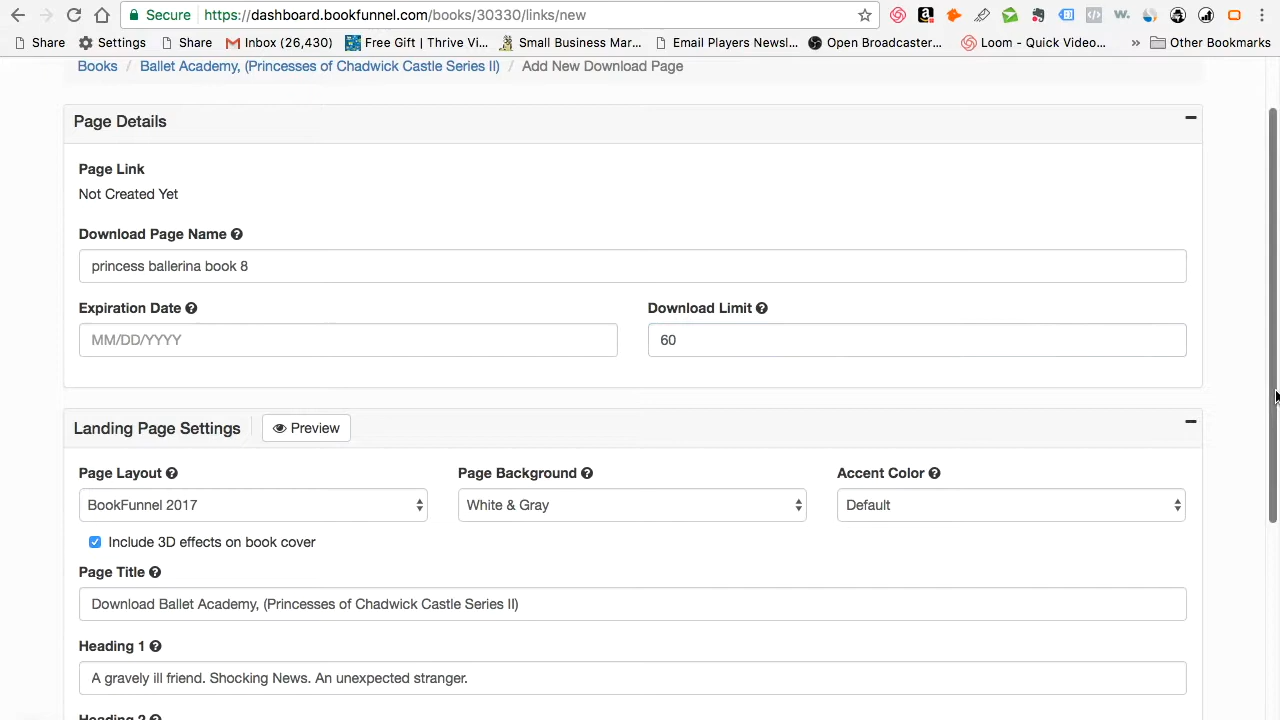 Secure https://dashboard.bookfunnel.com/books/30330/links/new
Share Settings Share Inbox (26,430) Free Gift | Thrive Vi... Small Business Mar... Email Players Newsl... Open Broadcaster... Loom - Quick Video... » Other Bookmarks
Books / Ballet Academy, (Princesses of Chadwick Castle Series II) / Add New Download Page
Page Details
Page Link
Not Created Yet
Download Page Name
princess ballerina book 8
Expiration Date Download Limit
MM/DD/YYYY 60
Landing Page Settings Preview
Page Layout Page Background Accent Color
BookFunnel 2017 White & Gray Default
Include 3D effects on book cover
Page Title
Download Ballet Academy, (Princesses of Chadwick Castle Series II)
Heading 1
A gravely ill friend. Shocking News. An unexpected stranger.
Heading 2